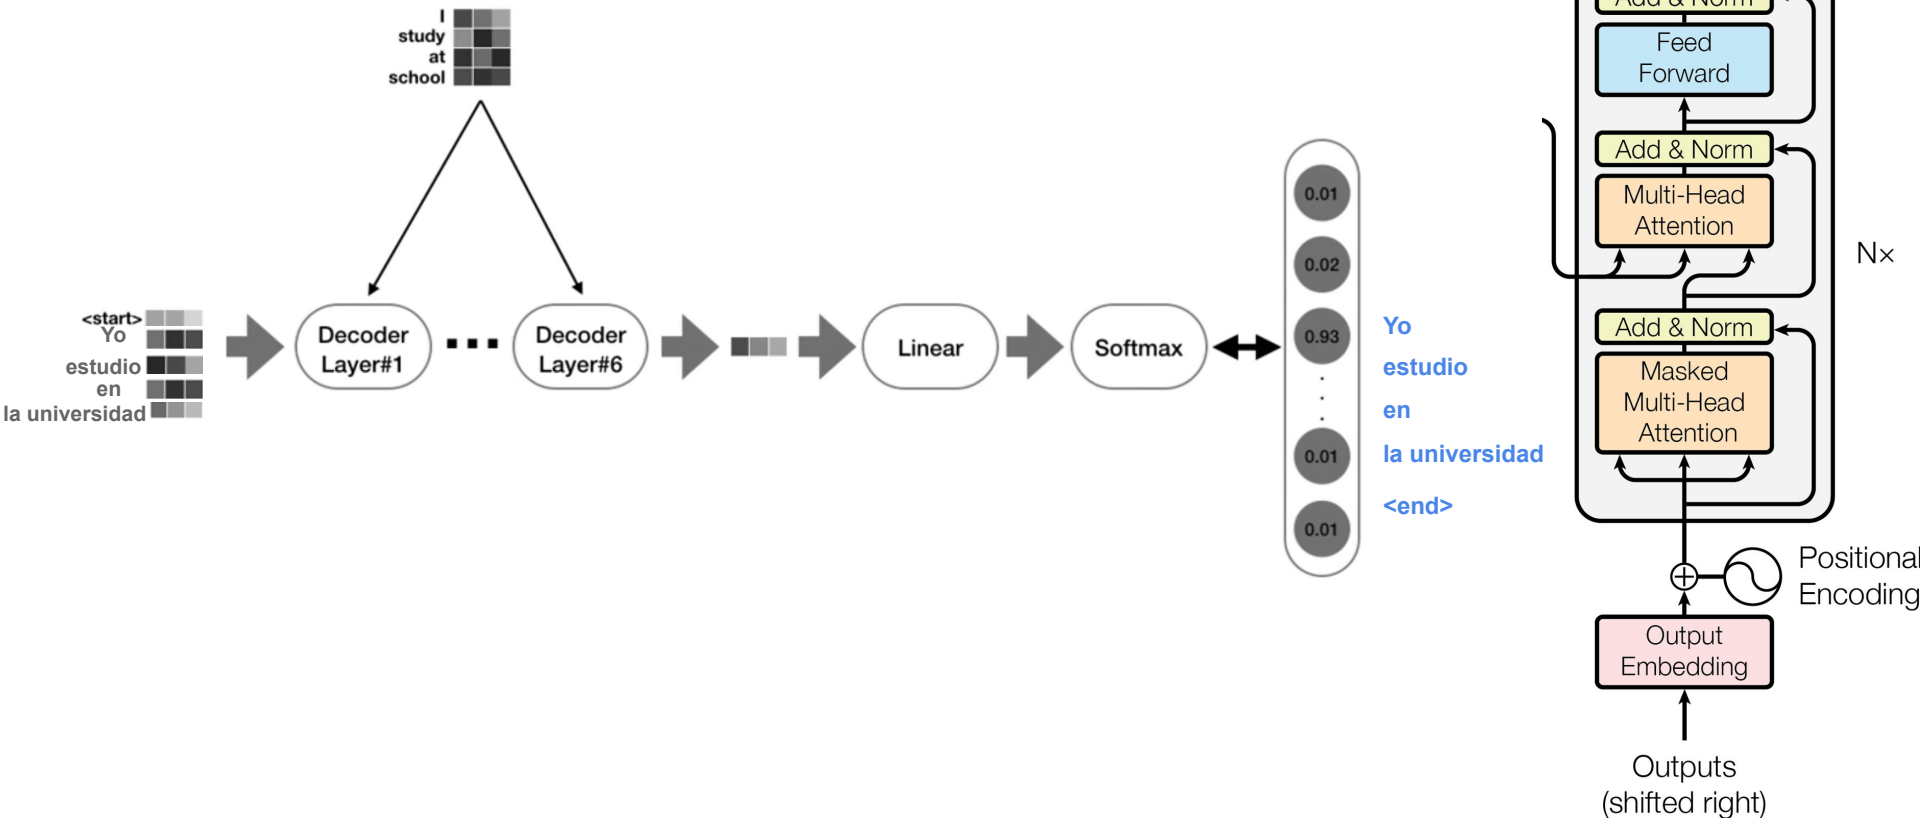 I
study
at
school
<start>
Yo
estudio
en
la universidad
Decoder
Layer#1
Decoder
Layer#6
Linear
Softmax
0.01
0.02
0.93
0.01
0.01
Yo
estudio
en
la universidad
<end>
Add & Norm
Feed
Forward
Add & Norm
Multi-Head
Attention
Nx
Add & Norm
Masked
Multi-Head
Attention
Positional
Encoding
Output
Embedding
Outputs
(shifted right)